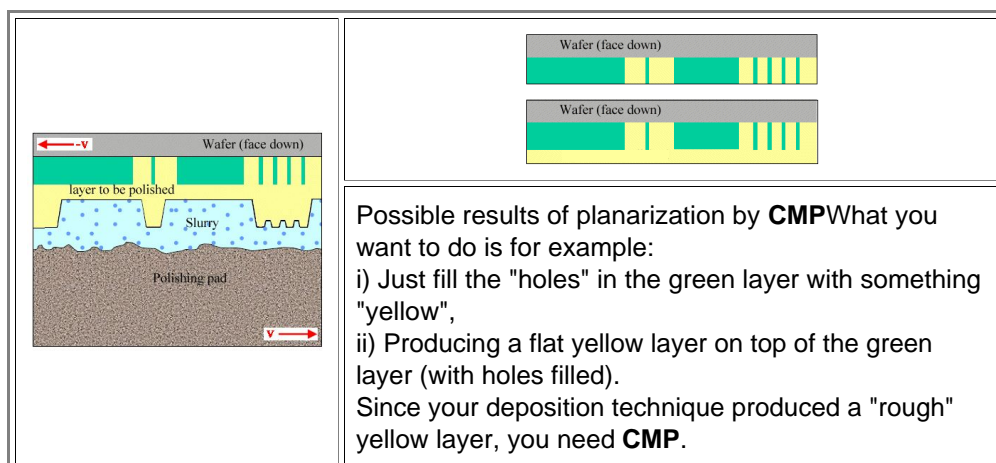 -v
Wafer (face down)
layer to be polished
Slurry
Polishing pad
v
Wafer (face down)
Wafer (face down)
Possible results of planarization by CMPWhat you
want to do is for example:
i) Just fill the "holes" in the green layer with something
"yellow",
ii) Producing a flat yellow layer on top of the green
layer (with holes filled).
Since your deposition technique produced a "rough"
yellow layer, you need CMP.